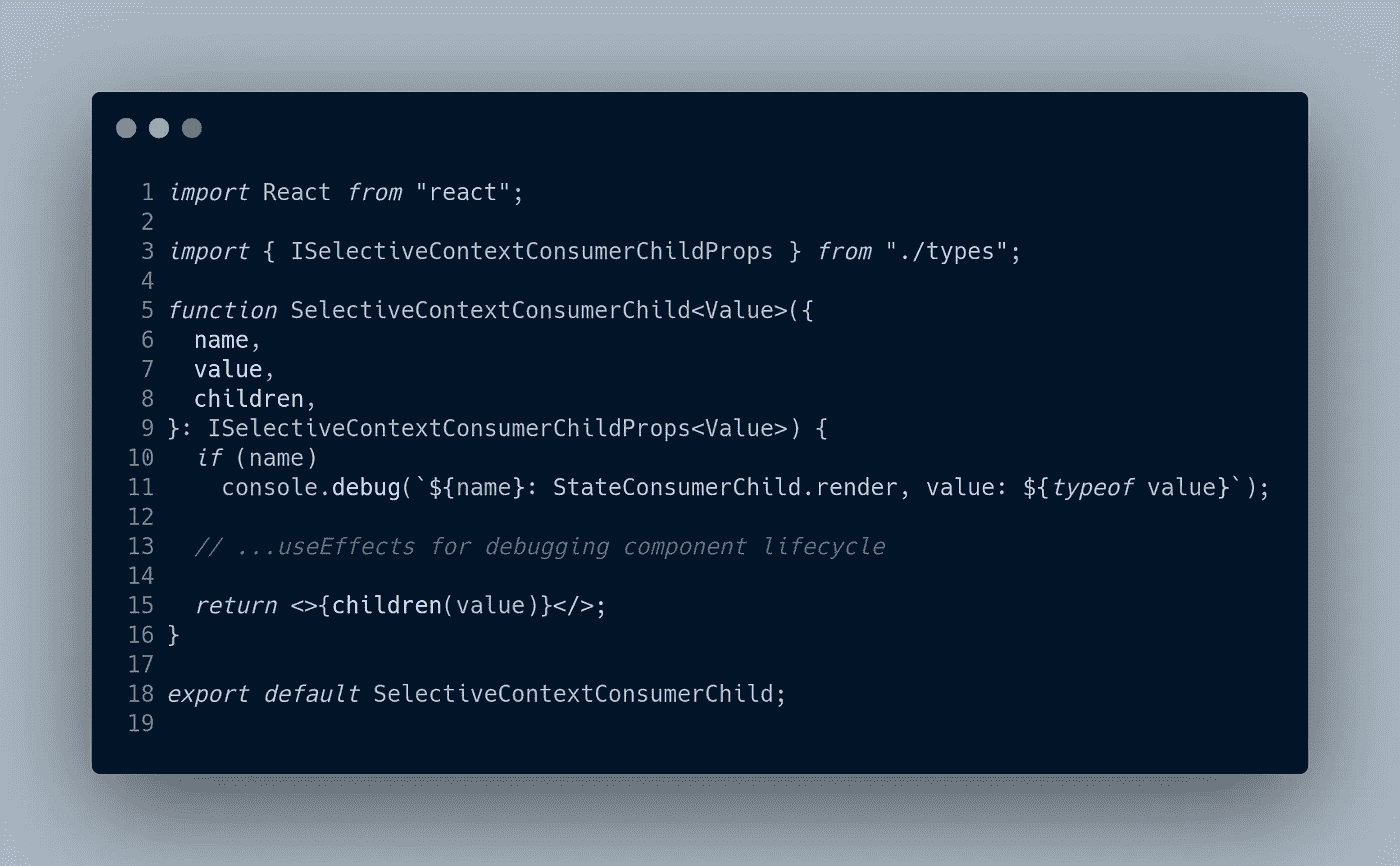 1 import React from "react";
2
3 import { ISelectiveContextConsumerChildProps } from "./types";
4
5 function SelectiveContextConsumerChild<Value>({
6   name,
7   value,
8   children,
9 }: ISelectiveContextConsumerChildProps<Value>) {
10   if (name)
11     console.debug(`${name}: StateConsumerChild.render, value: ${typeof value}`);
12
13   // ...useEffects for debugging component lifecycle
14
15   return <>{children(value)}</>;
16 }
17
18 export default SelectiveContextConsumerChild;
19